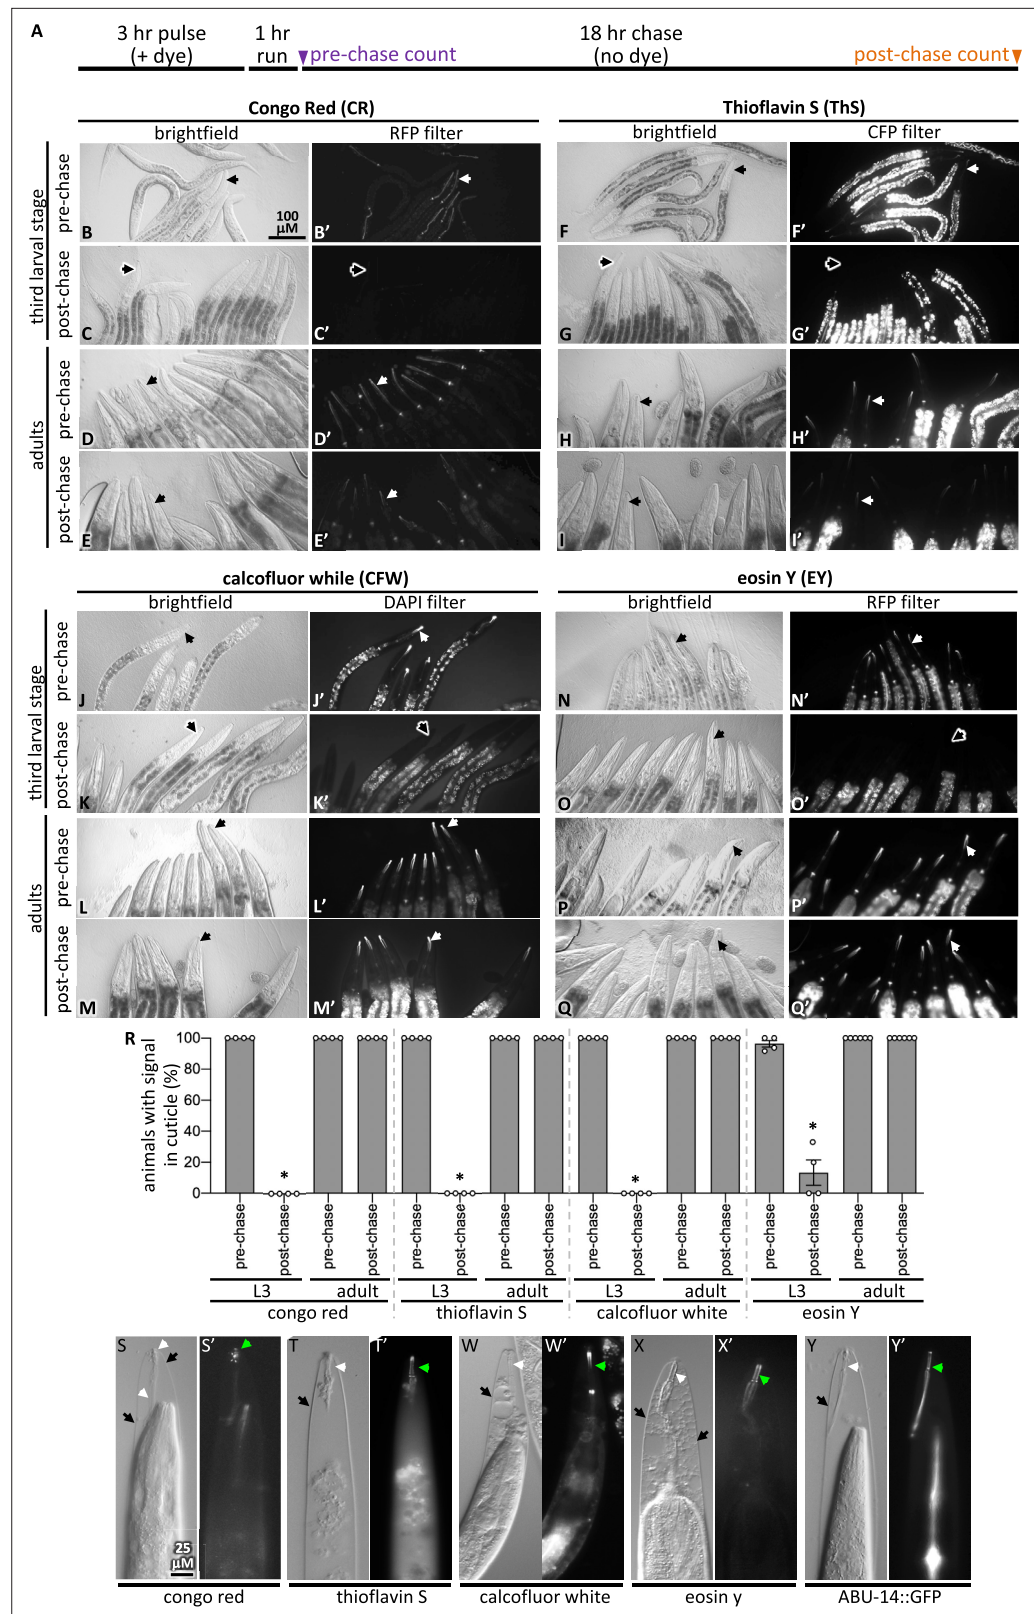 A
3 hr pulse
(+ dye)
1 hr
run
pre-chase count
18 hr chase
(no dye)
post-chase count
Congo Red (CR)
Thioflavin S (ThS)
brightfield
RFP filter
brightfield
CFP filter
third larval stage
pre-chase
B
100
µM
B’
F
F’
post-chase
C
C’
G
G’
adults
pre-chase
D
D’
H
H’
post-chase
E
E’
I
I’
calcofluor while (CFW)
eosin Y (EY)
brightfield
DAPI filter
brightfield
RFP filter
third larval stage
pre-chase
J
J’
N
N’
post-chase
K
K’
O
O’
adults
pre-chase
L
L’
P
P’
post-chase
M
M’
Q
Q’
R
animals with signal
in cuticle (%)
100
80
60
40
20
0
*
*
*
*
pre-chase
post-chase
pre-chase
post-chase
pre-chase
post-chase
pre-chase
post-chase
pre-chase
post-chase
pre-chase
post-chase
pre-chase
post-chase
pre-chase
post-chase
L3
adult
L3
adult
L3
adult
L3
adult
congo red
thioflavin S
calcofluor white
eosin Y
S
S’
T
T’
W
W’
X
X’
Y
Y’
25
µM
congo red
thioflavin S
calcofluor white
eosin y
ABU-14::GFP